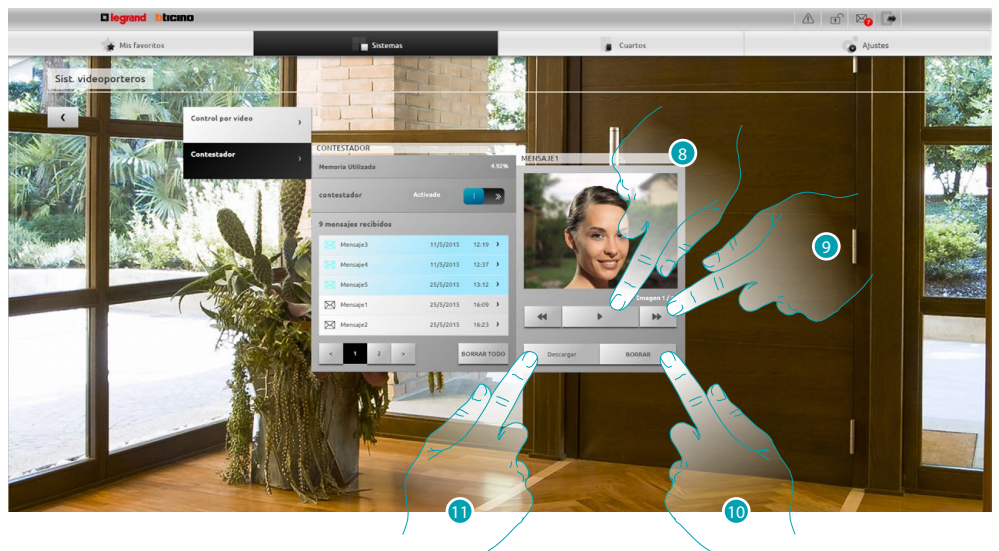 legrand bticino
Mis favoritos
Sistemas
Cuartos
Ajustes
Sist. videoporteros
Control por video
Contestador
CONTESTADOR
Memoria Utilizada 4.92%
contestador Activado
9 mensajes recibidos
Mensaje3 11/5/2015 12:19
Mensaje4 11/5/2015 12:37
Mensaje5 25/5/2015 13:12
Mensaje1 25/5/2015 16:09
Mensaje2 25/5/2015 16:23
< 1 2 >
BORRAR TODO
MENSAJE1
Imagen 1 /
Descargar
BORRAR
8
9
10
11